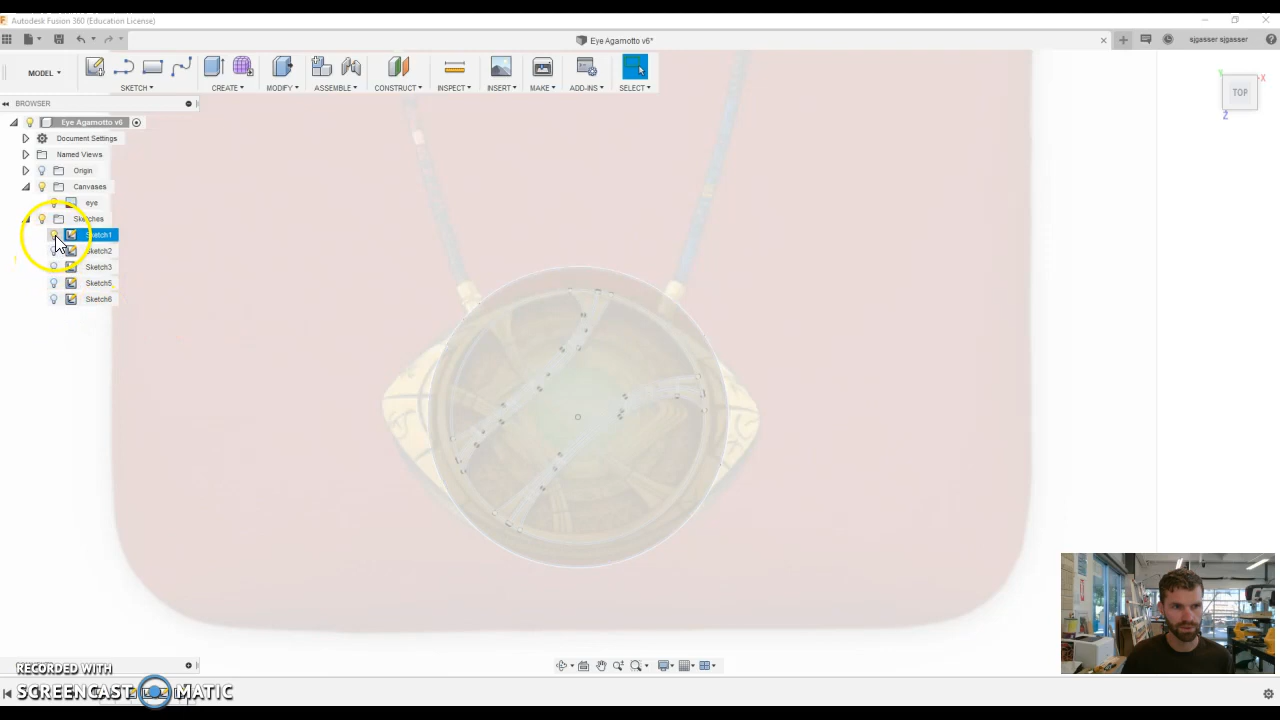 Autodesk Fusion 360 (Education License)
Eye Agamotto v6*
sjgasser sjgasser
MODEL
SKETCH
CREATE
MODIFY
ASSEMBLE
CONSTRUCT
INSPECT
INSERT
MAKE
ADD-INS
SELECT
BROWSER
Eye Agamotto v6
Document Settings
Named Views
Origin
Canvases
eye
Sketches
Sketch1
Sketch2
Sketch3
Sketch5
Sketch6
Y
X
TOP
Z
RECORDED WITH
SCREENCAST MATIC